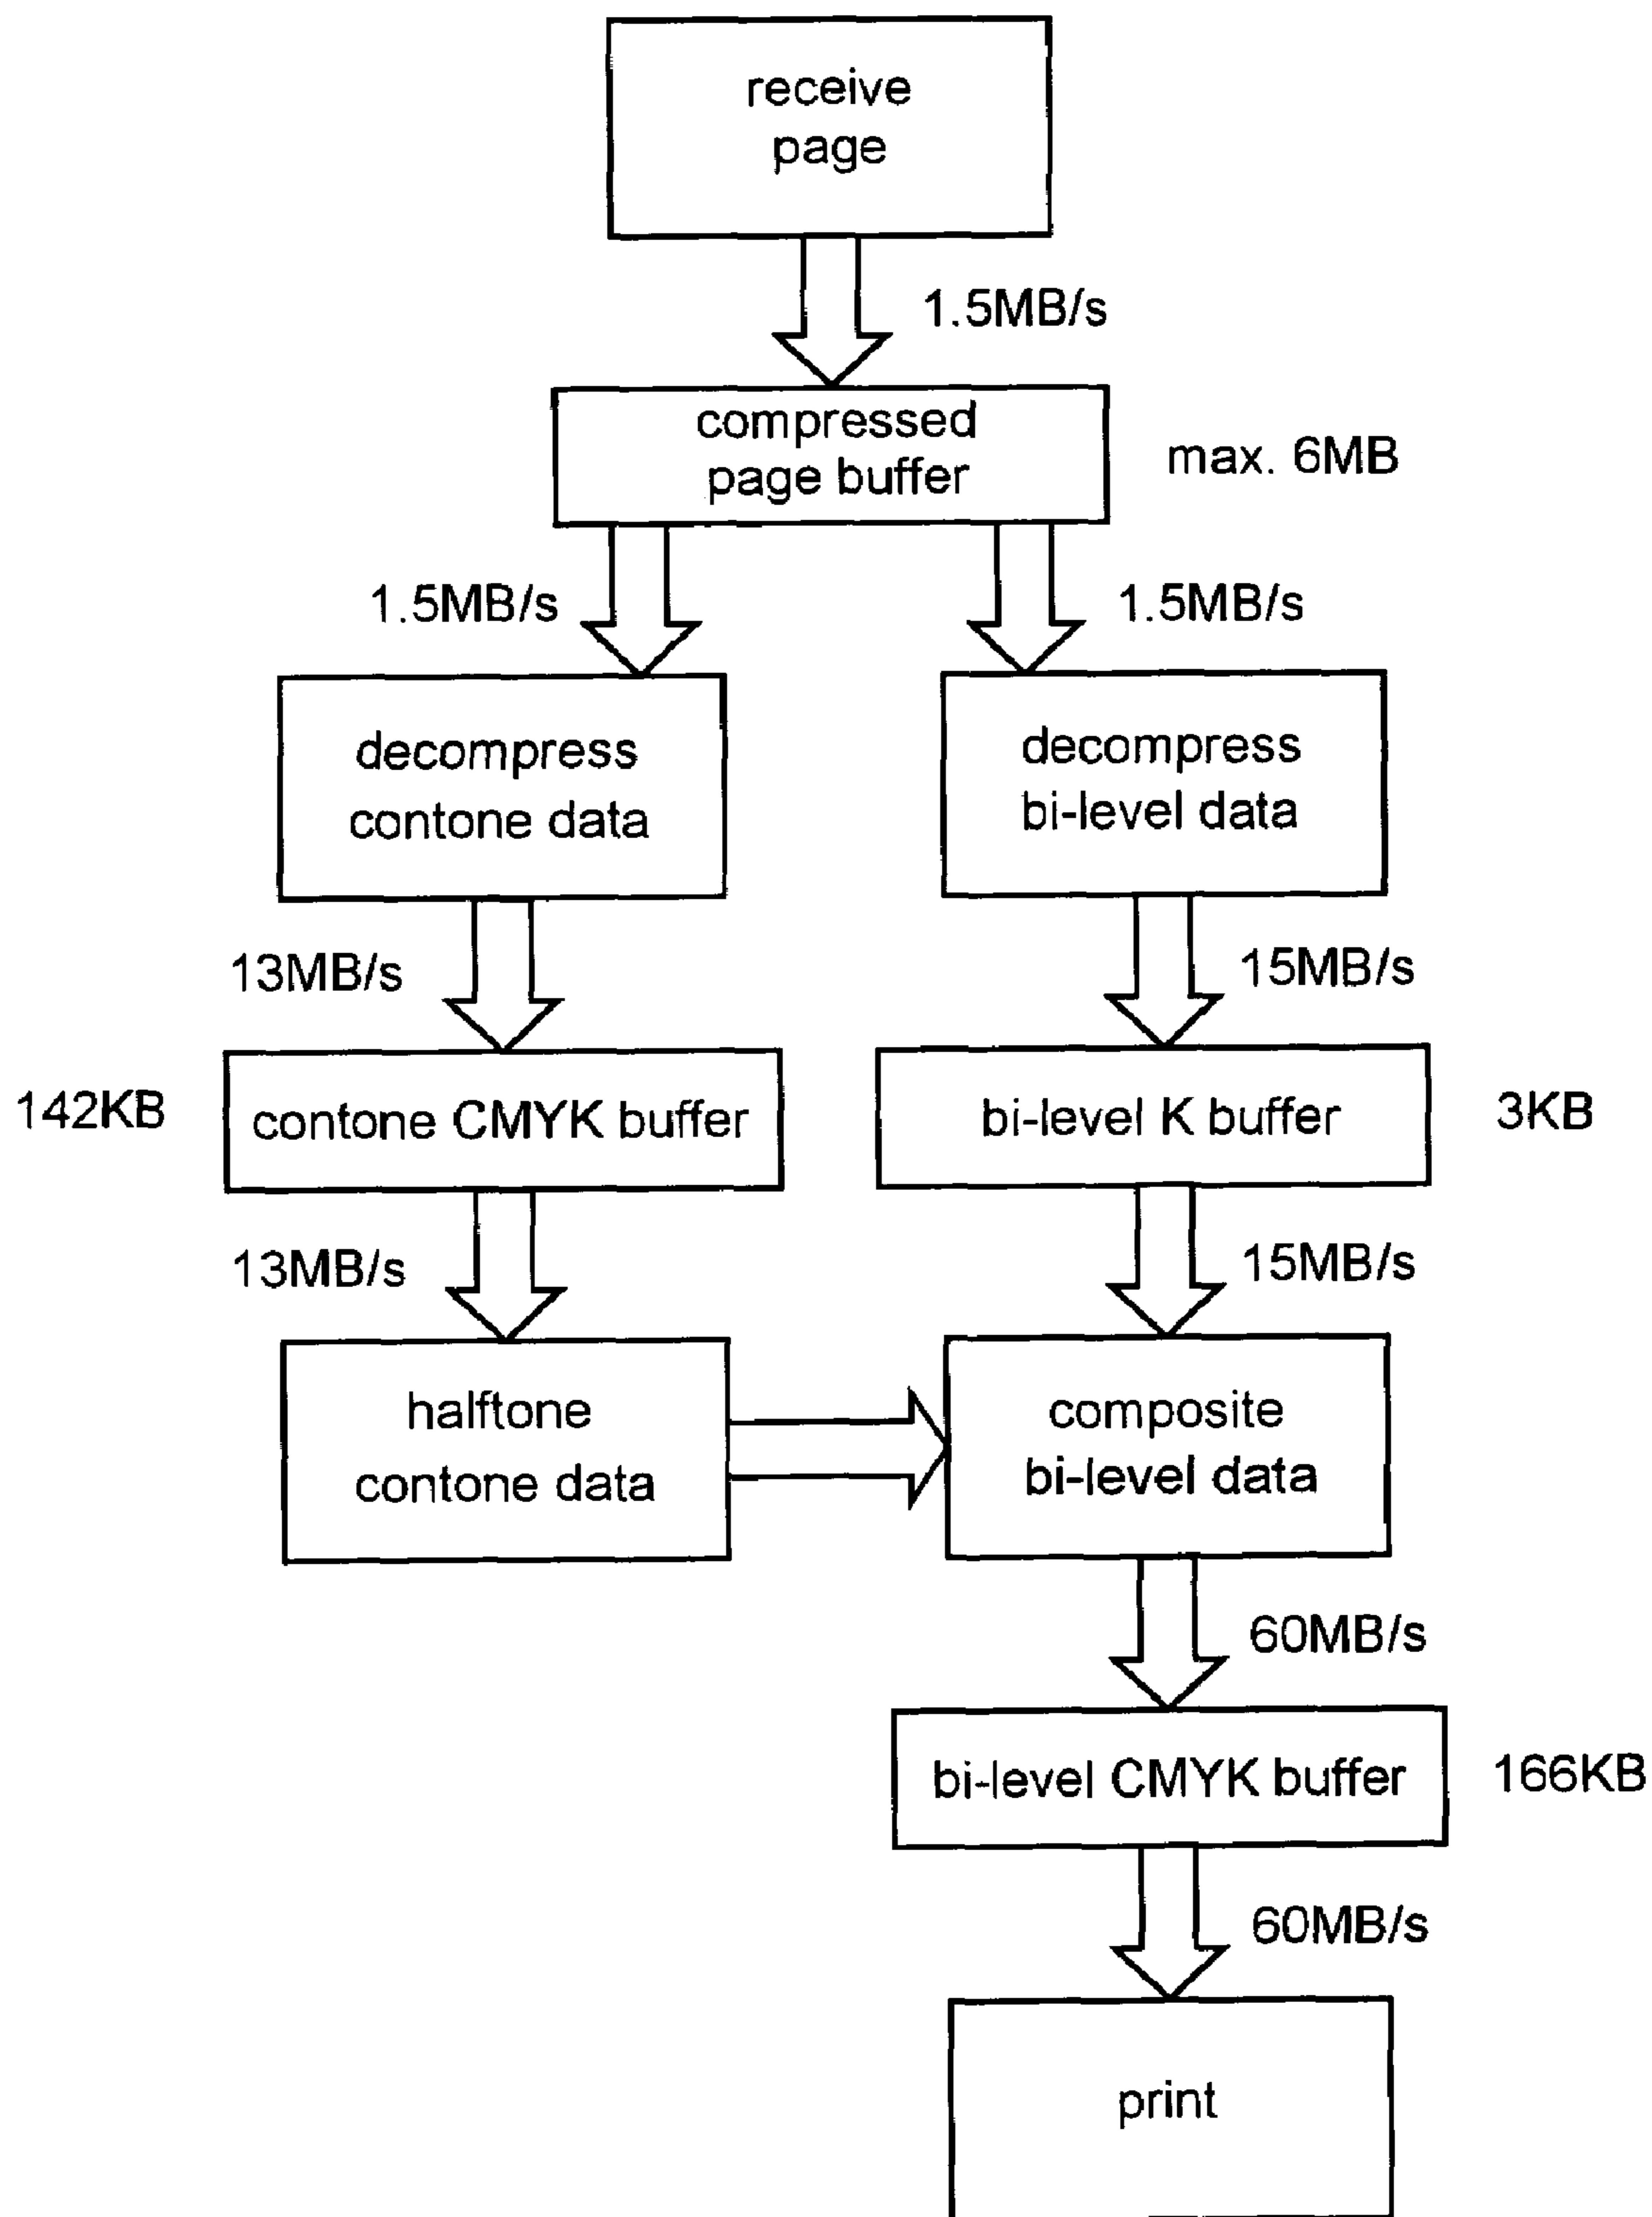 receive
page
1.5MB/s
compressed
page buffer
max. 6MB
1.5MB/s
1.5MB/s
decompress
contone data
decompress
bi-level data
13MB/s
15MB/s
142KB
contone CMYK buffer
bi-level K buffer
3KB
13MB/s
15MB/s
halftone
contone data
composite
bi-level data
60MB/s
bi-level CMYK buffer
166KB
60MB/s
print